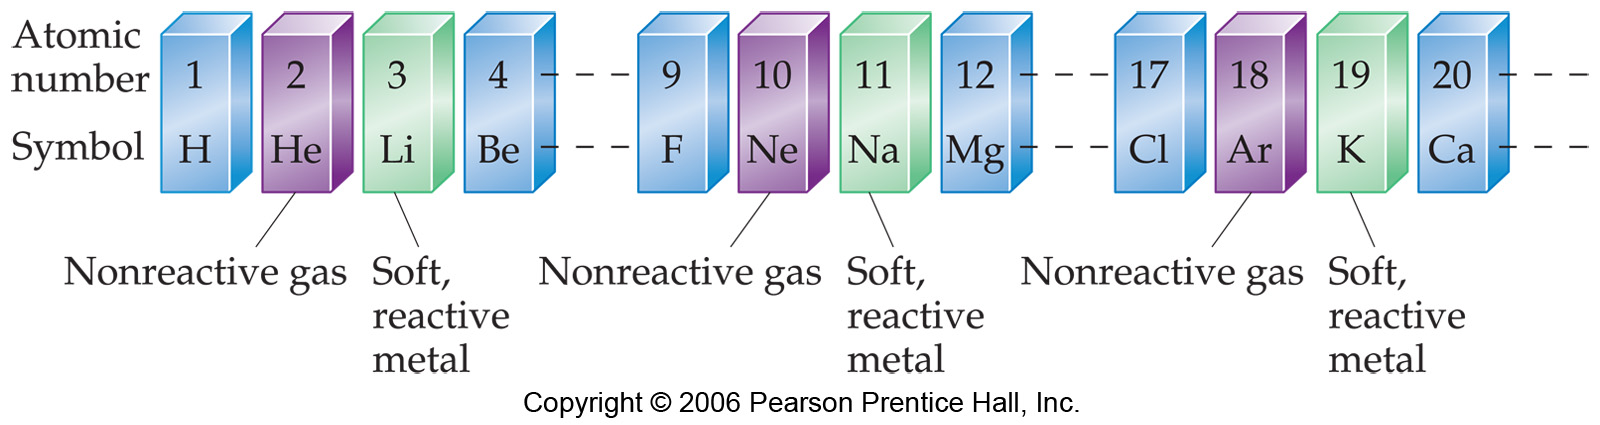 Atomic
number 1 2 3 4 9 10 11 12 17 18 19 20
Symbol H He Li Be F Ne Na Mg Cl Ar K Ca
Nonreactive gas Soft, Nonreactive gas Soft, Nonreactive gas Soft,
reactive reactive reactive
metal metal metal
Copyright © 2006 Pearson Prentice Hall, Inc.